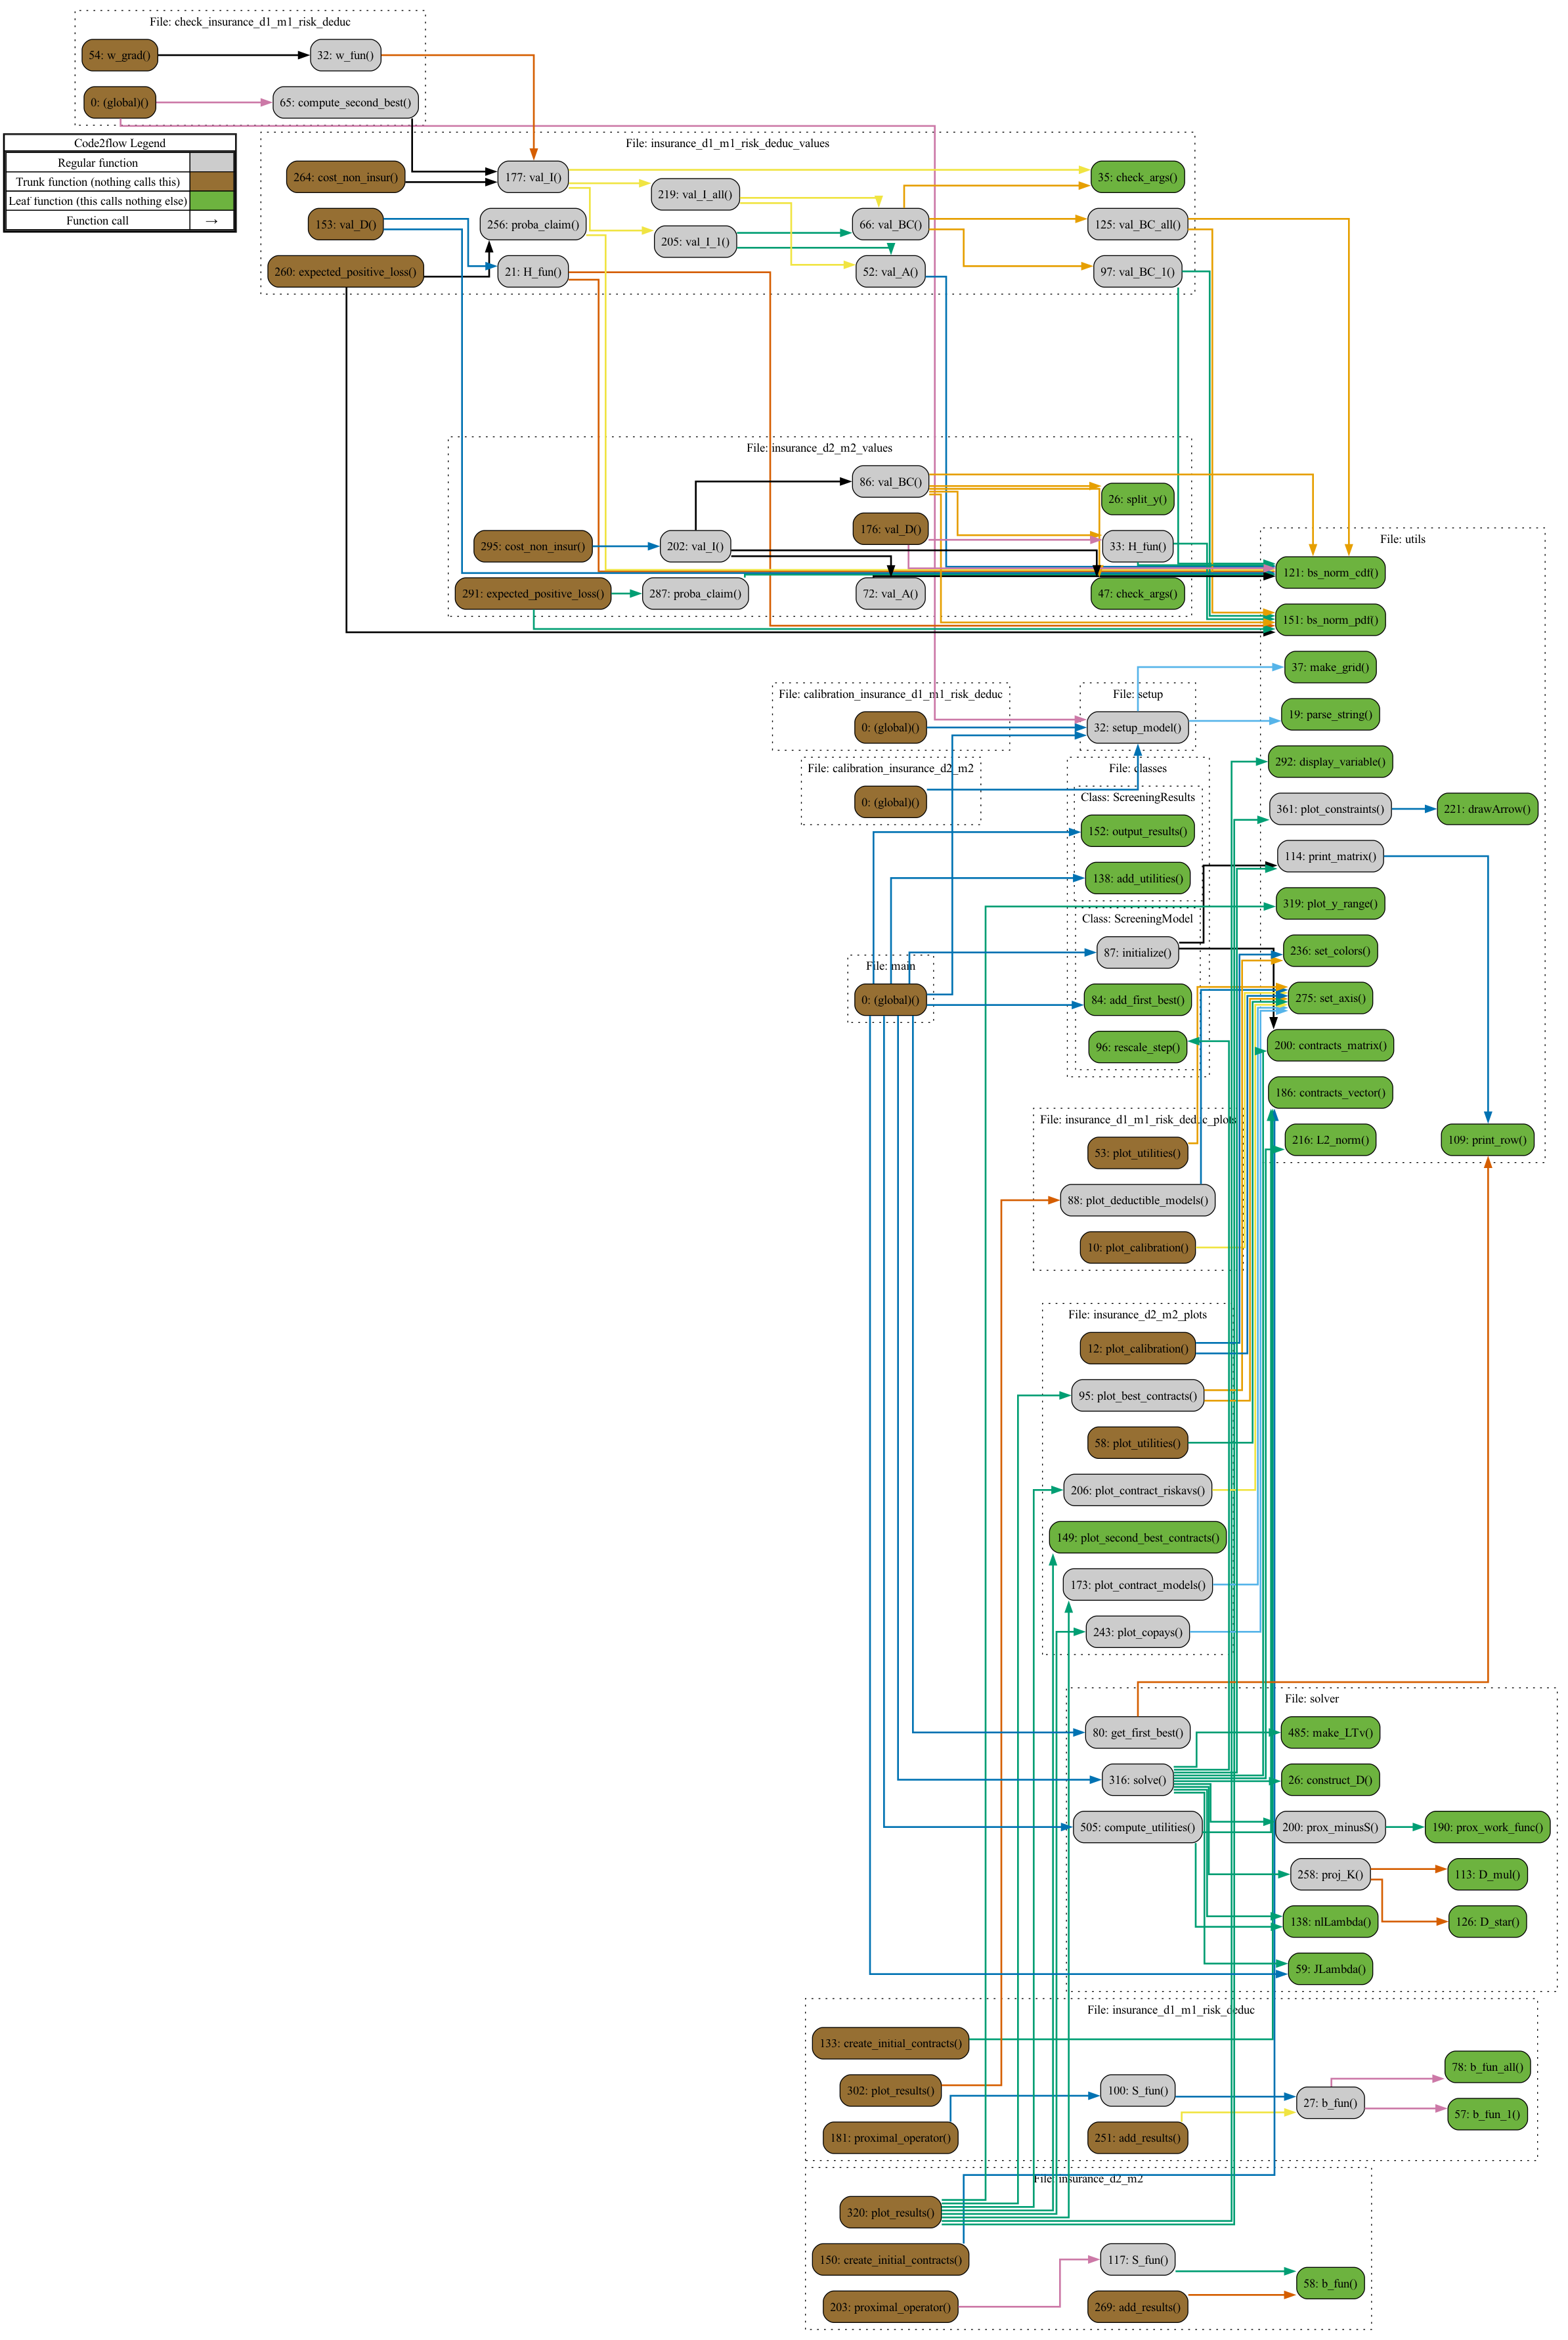 File: check_insurance_d1_m1_risk_deduc
54: w_grad()
32: w_fun()
0: (global)()
65: compute_second_best()
Code2flow Legend
Regular function
Trunk function (nothing calls this)
Leaf function (this calls nothing else)
Function call →
File: insurance_d1_m1_risk_deduc_values
264: cost_non_insur()
177: val_I()
35: check_args()
219: val_I_all()
153: val_D()
256: proba_claim()
66: val_BC()
125: val_BC_all()
205: val_I_1()
260: expected_positive_loss()
21: H_fun()
52: val_A()
97: val_BC_1()
File: insurance_d2_m2_values
86: val_BC()
26: split_y()
176: val_D()
295: cost_non_insur()
202: val_I()
33: H_fun()
291: expected_positive_loss()
287: proba_claim()
72: val_A()
47: check_args()
File: utils
121: bs_norm_cdf()
151: bs_norm_pdf()
37: make_grid()
19: parse_string()
292: display_variable()
361: plot_constraints()
221: drawArrow()
114: print_matrix()
319: plot_y_range()
236: set_colors()
275: set_axis()
200: contracts_matrix()
186: contracts_vector()
216: L2_norm()
109: print_row()
File: calibration_insurance_d1_m1_risk_deduc
0: (global)()
File: setup
32: setup_model()
File: calibration_insurance_d2_m2
0: (global)()
File: classes
Class: ScreeningResults
152: output_results()
138: add_utilities()
Class: ScreeningModel
87: initialize()
84: add_first_best()
96: rescale_step()
File: main
0: (global)()
File: insurance_d1_m1_risk_deduc_plots
53: plot_utilities()
88: plot_deductible_models()
10: plot_calibration()
File: insurance_d2_m2_plots
12: plot_calibration()
95: plot_best_contracts()
58: plot_utilities()
206: plot_contract_riskavs()
149: plot_second_best_contracts()
173: plot_contract_models()
243: plot_copays()
File: solver
80: get_first_best()
485: make_LTv()
316: solve()
26: construct_D()
505: compute_utilities()
200: prox_minusS()
190: prox_work_func()
258: proj_K()
113: D_mul()
138: nlLambda()
126: D_star()
59: JLambda()
File: insurance_d1_m1_risk_deduc
133: create_initial_contracts()
78: b_fun_all()
302: plot_results()
100: S_fun()
27: b_fun()
57: b_fun_1()
181: proximal_operator()
251: add_results()
File: insurance_d2_m2
320: plot_results()
150: create_initial_contracts()
117: S_fun()
58: b_fun()
203: proximal_operator()
269: add_results()